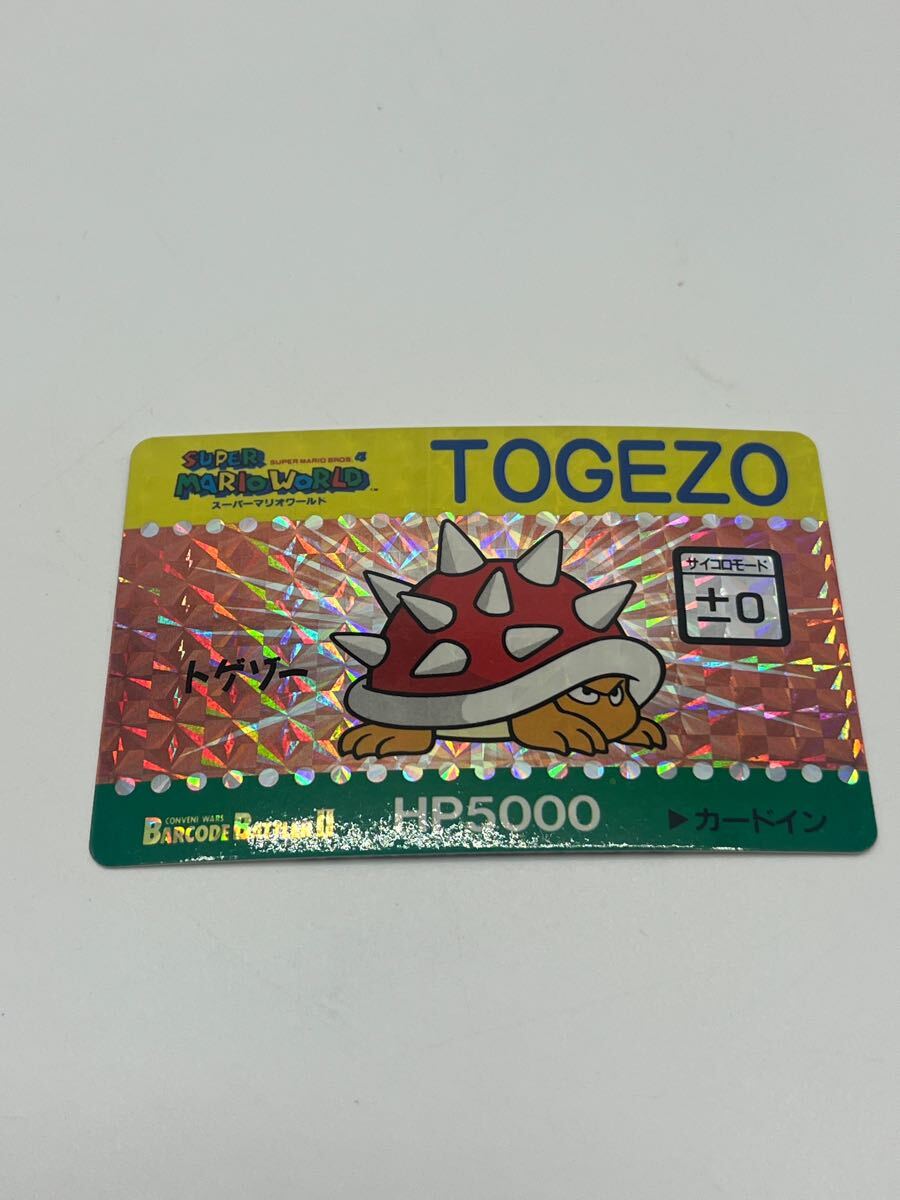 SUPER MARIO BROS. 4
SUPER
MARIO WORLD™
スーパーマリオワールド
TOGEZO
サイコロモード
±0
トゲゾー
CONVENI WARS
BARCODE BATTLER II
HP5000
▶カードイン